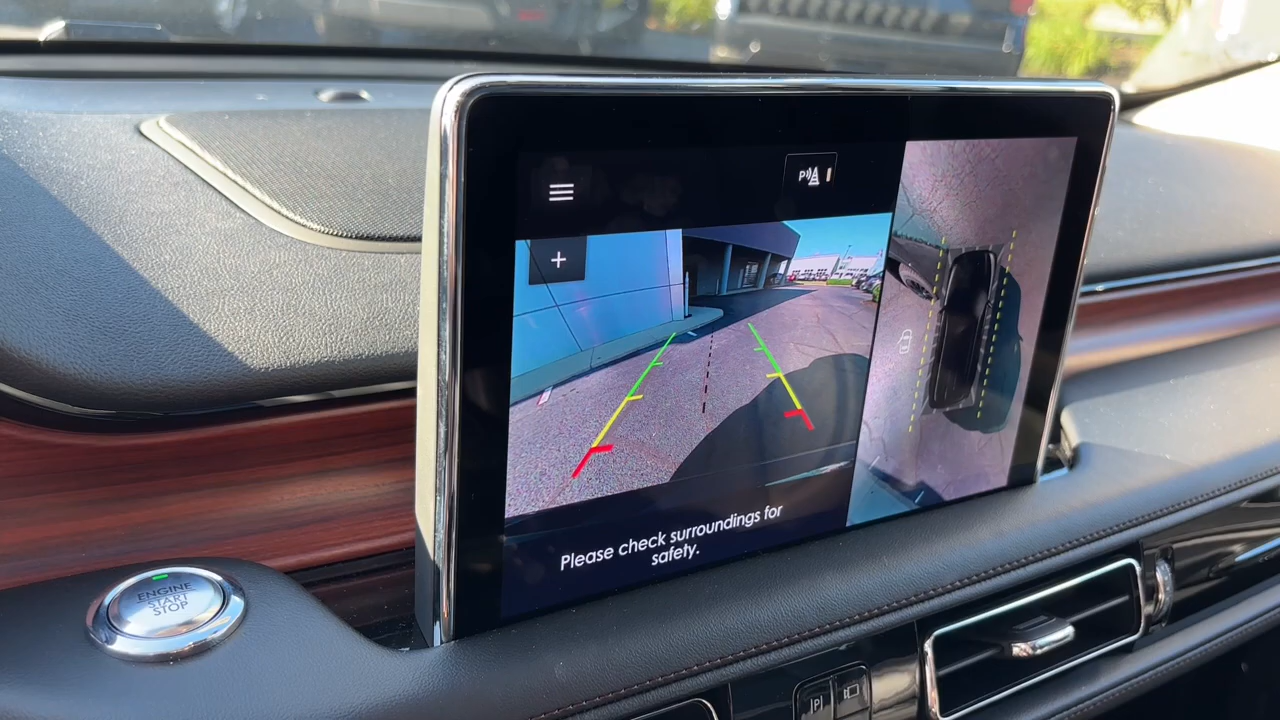 P
+
Please check surroundings for
safety.
ENGINE
START
STOP
P